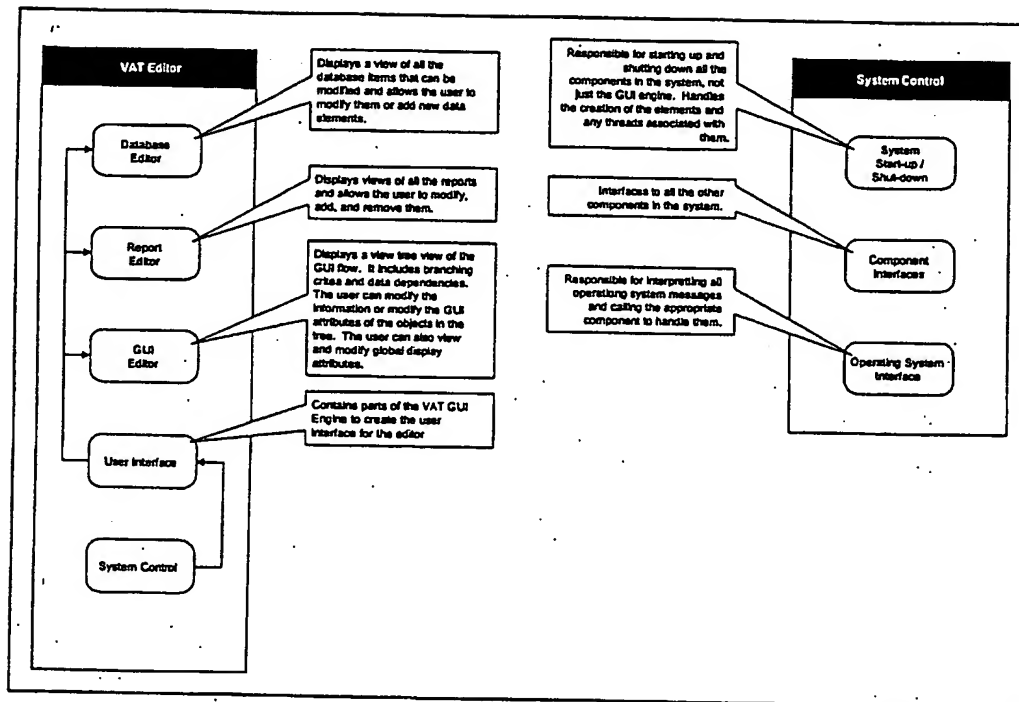 VAT Editor
Displays a view of all the
database items that can be
modified and allows the user to
modify them or add new data
elements.
Database
Editor
Displays views of all the reports
and allows the user to modify,
add, and remove them.
Report
Editor
Displays a view tree view of the
GUI flow. It includes branching
critea and data dependencies.
The user can modify the
information or modify the GUI
attributes of the objects in the
tree. The user can also view
and modify global display
attributes.
GUI
Editor
Contains parts of the VAT GUI
Engine to create the user
interface for the editor
User Interface
System Control
Responsible for starting up and
shutting down all the
components in the system, not
just the GUI engine. Handles
the creation of the elements and
any threads associated with
them.
System Control
System
Start-up /
Shut-down
Interfaces to all the other
components in the system.
Component
Interfaces
Responsible for interpretting all
operationg system messages
and calling the appropriate
component to handle them.
Operating System
Interface